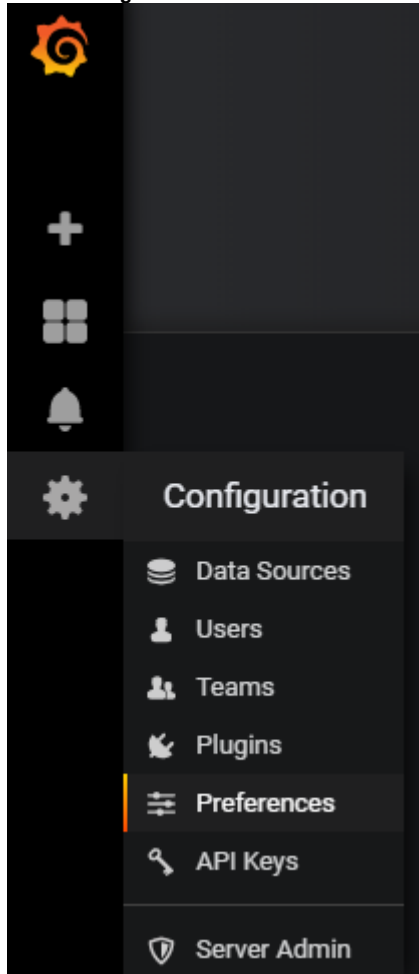 Configuration
Data Sources
Users
Teams
Plugins
Preferences
API Keys
Server Admin